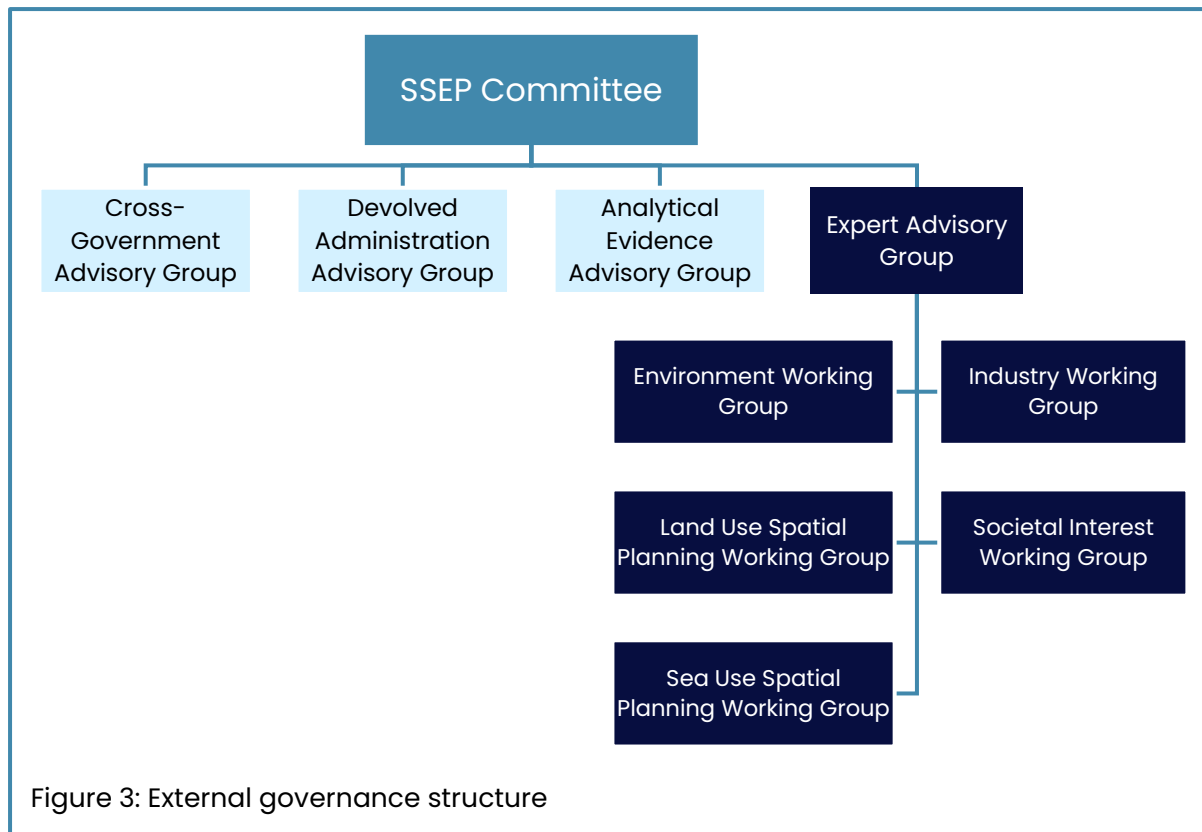 SSEP Committee
Cross-
Government
Advisory Group
Devolved
Administration
Advisory Group
Analytical
Evidence
Advisory Group
Expert Advisory
Group
Environment Working
Group
Industry Working
Group
Land Use Spatial
Planning Working Group
Societal Interest
Working Group
Sea Use Spatial
Planning Working Group
Figure 3: External governance structure